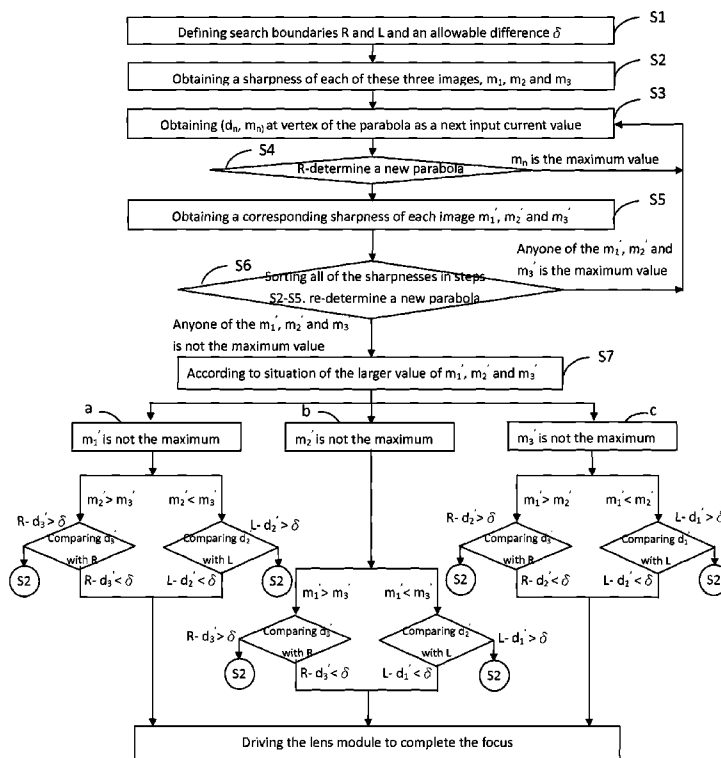 Defining search boundaries R and L and an allowable difference δ
S1
Obtaining a sharpness of each of these three images, m₁, m₂ and m₃
S2
S3
Obtaining (dₙ, mₙ) at vertex of the parabola as a next input current value
S4
R-determine a new parabola
mₙ is the maximum value
Obtaining a corresponding sharpness of each image m₁′, m₂′ and m₃′
S5
S6
Sorting all of the sharpnesses in steps
S2-S5. re-determine a new parabola
Anyone of the m₁′, m₂′ and
m₃′ is the maximum value
Anyone of the m₁′, m₂′ and m₃
is not the maximum value
According to situation of the larger value of m₁′, m₂′ and m₃′
S7
a
b
c
m₁′ is not the maximum
m₂′ is not the maximum
m₃′ is not the maximum
m₂′> m₃′
m₂′< m₃′
R- d₃′> δ
Comparing d₃′
with R
S2
R- d₃′< δ
L- d₂′> δ
Comparing d₂′
with L
S2
L- d₂′< δ
m₁′> m₃′
m₁′< m₃′
R- d₃′> δ
Comparing d₃′
with R
S2
R- d₃′< δ
L- d₁′> δ
Comparing d₂′
with L
S2
L- d₁′< δ
m₁′> m₂′
m₁′< m₂′
R- d₂′> δ
Comparing d₃′
with R
S2
R- d₂′< δ
L- d₁′> δ
Comparing d₁′
with L
S2
L- d₂′< δ
Driving the lens module to complete the focus